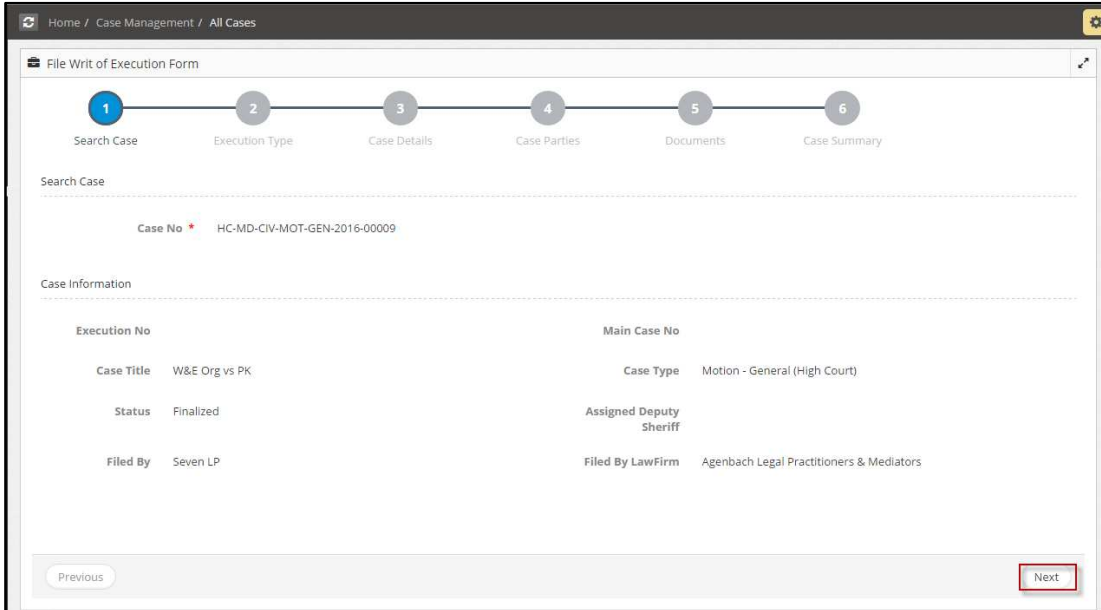 Home / Case Management / All Cases
File Writ of Execution Form
1 2 3 4 5 6
Search Case Execution Type Case Details Case Parties Documents Case Summary
Search Case
Case No * HC-MD-CIV-MOT-GEN-2016-00009
Case Information
Execution No Main Case No
Case Title W&E Org vs PK Case Type Motion - General (High Court)
Status Finalized Assigned Deputy
Sheriff
Filed By Seven LP Filed By LawFirm Agenbach Legal Practitioners & Mediators
Previous Next